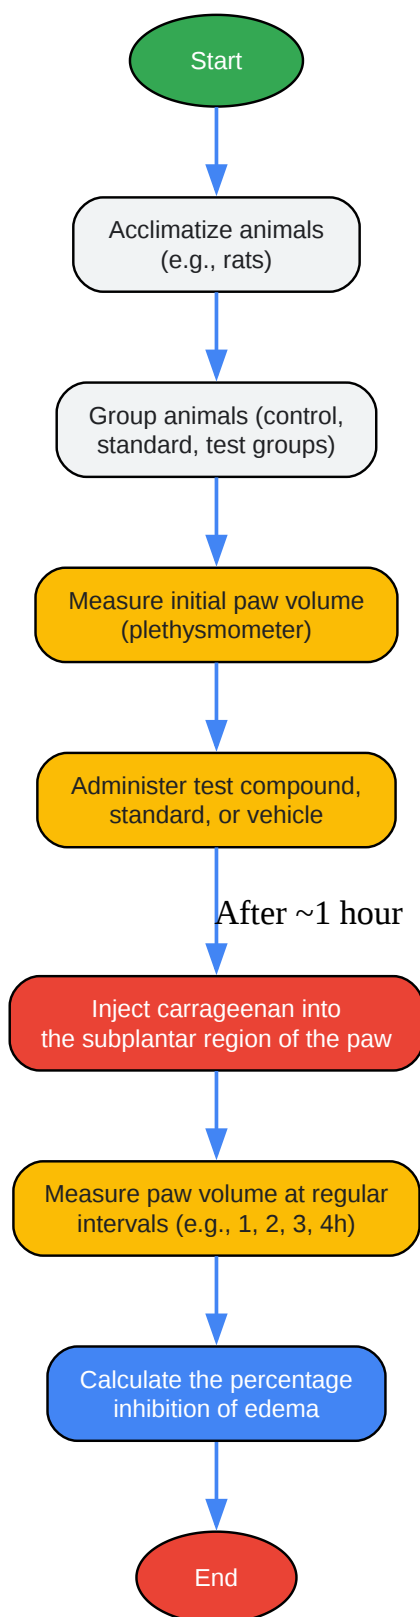 Start
Acclimatize animals
(e.g., rats)
Group animals (control,
standard, test groups)
Measure initial paw volume
(plethysmometer)
Administer test compound,
standard, or vehicle
After ~1 hour
Inject carrageenan into
the subplantar region of the paw
Measure paw volume at regular
intervals (e.g., 1, 2, 3, 4h)
Calculate the percentage
inhibition of edema
End